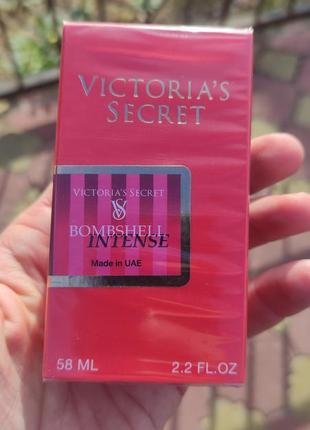 VICTORIA'S
SECRET
VICTORIA'S SECRET
VS
BOMBSHELL
INTENSE
Made in UAE
58 ML 2.2 FL.OZ